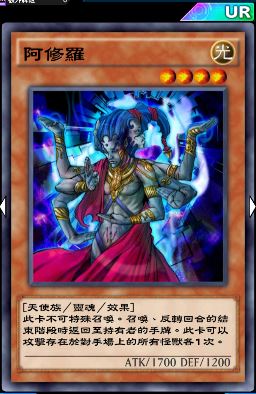 UR
阿修羅
光
[天使族／靈魂／效果]
此卡不可特殊召喚。召喚、反轉回合的結
束階段時返回至持有者的手牌。此卡可以
攻擊存在於對手場上的所有怪獸各1次。
ATK/1700 DEF/1200